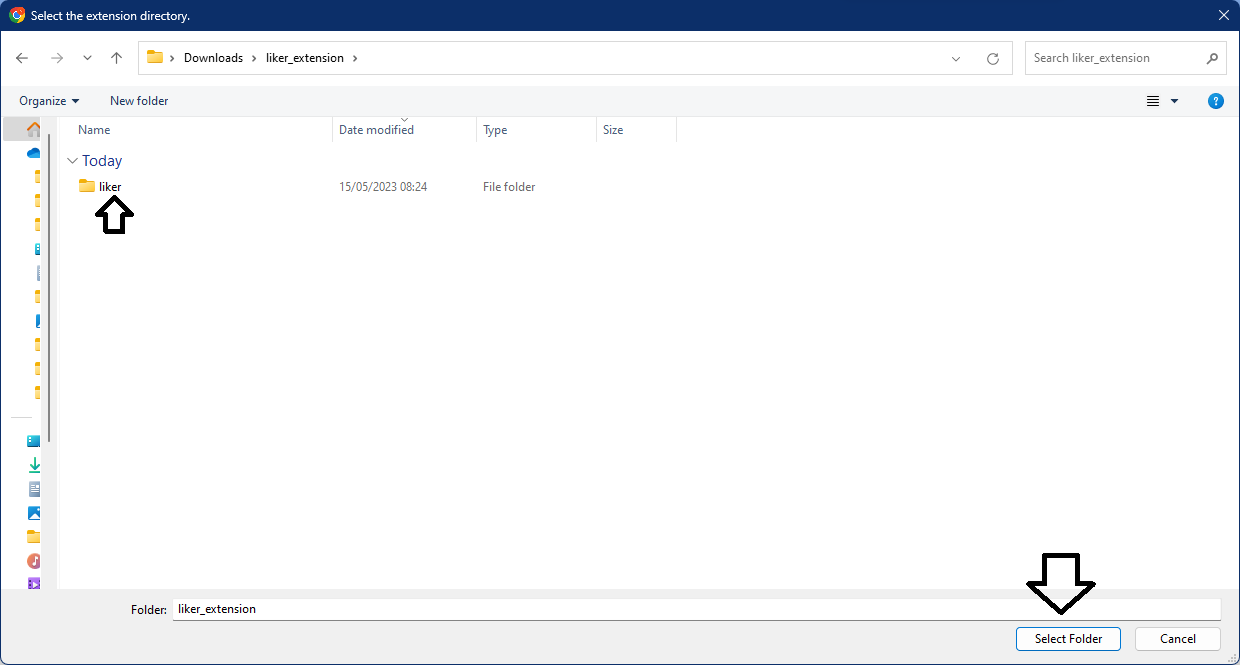 Select the extension directory.
Downloads liker_extension
Search liker_extension
Organize New folder
?
Name Date modified Type Size
Today
liker 15/05/2023 08:24 File folder
Folder: liker_extension
Select Folder Cancel